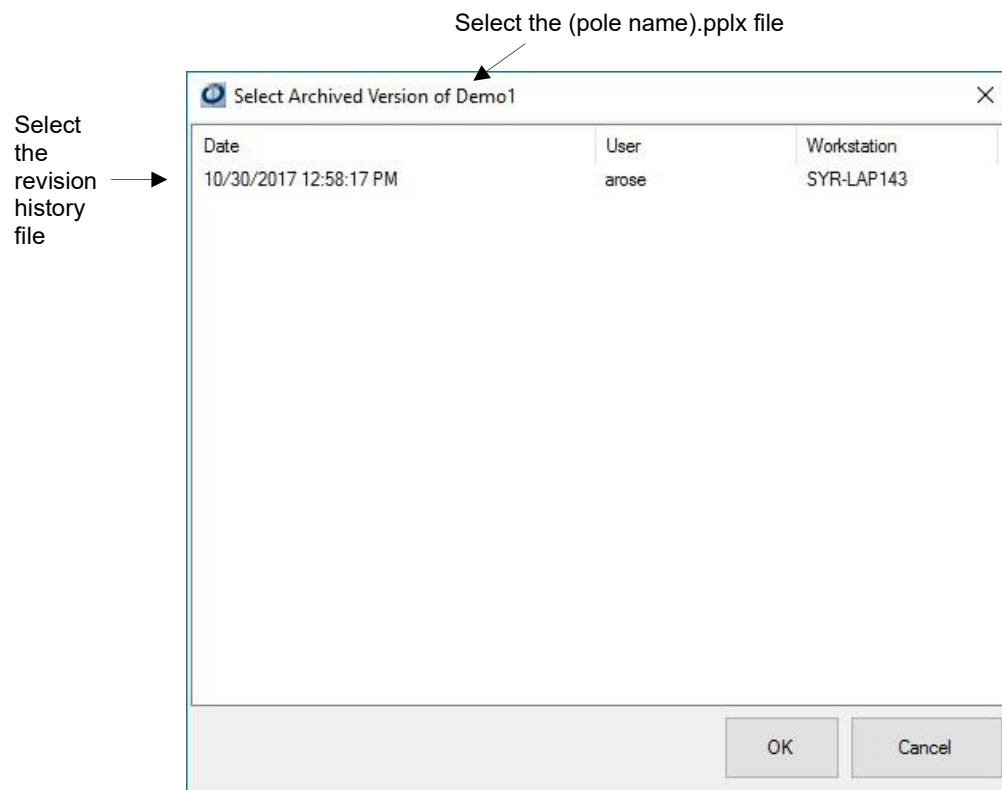 Select the (pole name).pplx file
Select Archived Version of Demo1
Select
the
revision
history
file
Date User Workstation
10/30/2017 12:58:17 PM arose SYR-LAP143
OK Cancel